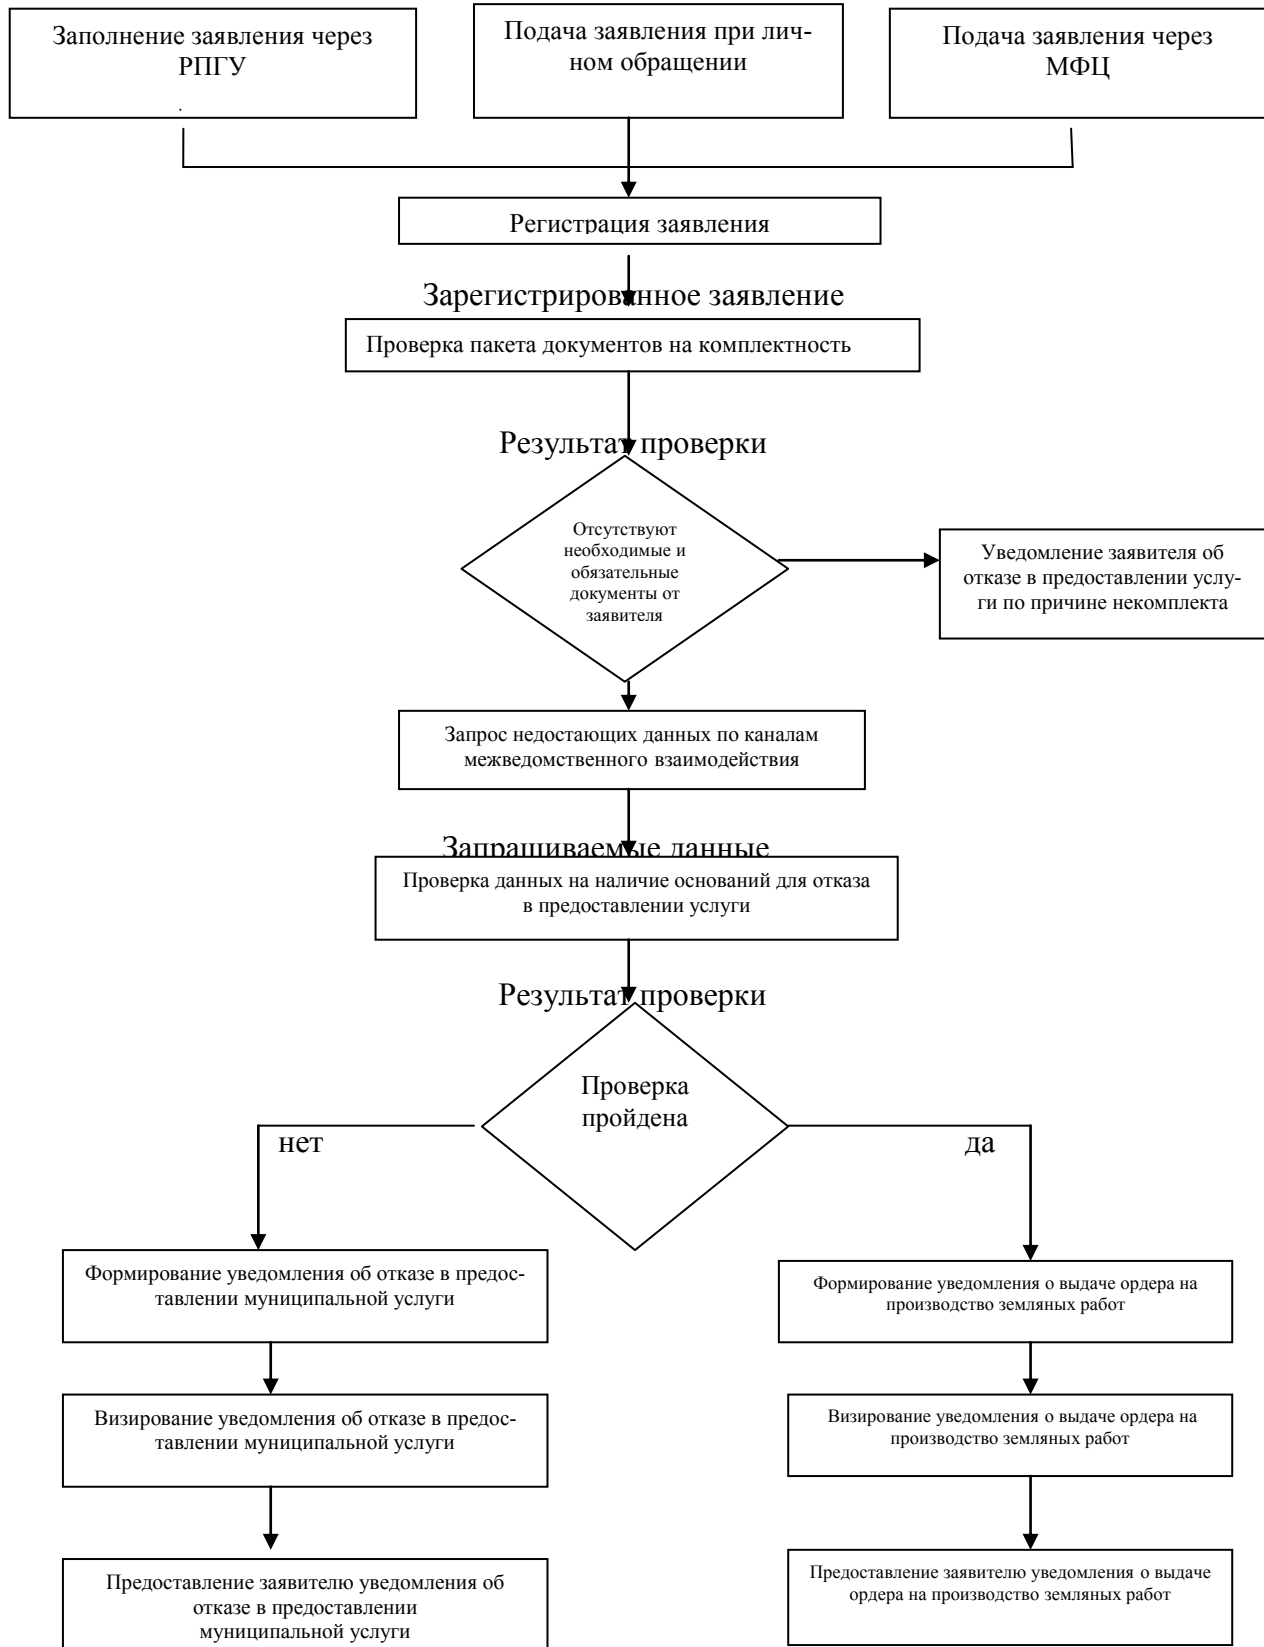 Заполнение заявления через
РПГУ
.
Подача заявления при лич-
ном обращении
Подача заявления через
МФЦ
Регистрация заявления
Зарегистрированное заявление
Проверка пакета документов на комплектность
Результат проверки
Отсутствуют
необходимые и
обязательные
документы от
заявителя
Уведомление заявителя об
отказе в предоставлении услу-
ги по причине некомплекта
Запрос недостающих данных по каналам
межведомственного взаимодействия
Запрашиваемые данные
Проверка данных на наличие оснований для отказа
в предоставлении услуги
Результат проверки
Проверка
пройдена
нет
да
Формирование уведомления об отказе в предос-
тавлении муниципальной услуги
Формирование уведомления о выдаче ордера на
производство земляных работ
Визирование уведомления об отказе в предос-
тавлении муниципальной услуги
Визирование уведомления о выдаче ордера на
производство земляных работ
Предоставление заявителю уведомления об
отказе в предоставлении
муниципальной услуги
Предоставление заявителю уведомления о выдаче
ордера на производство земляных работ